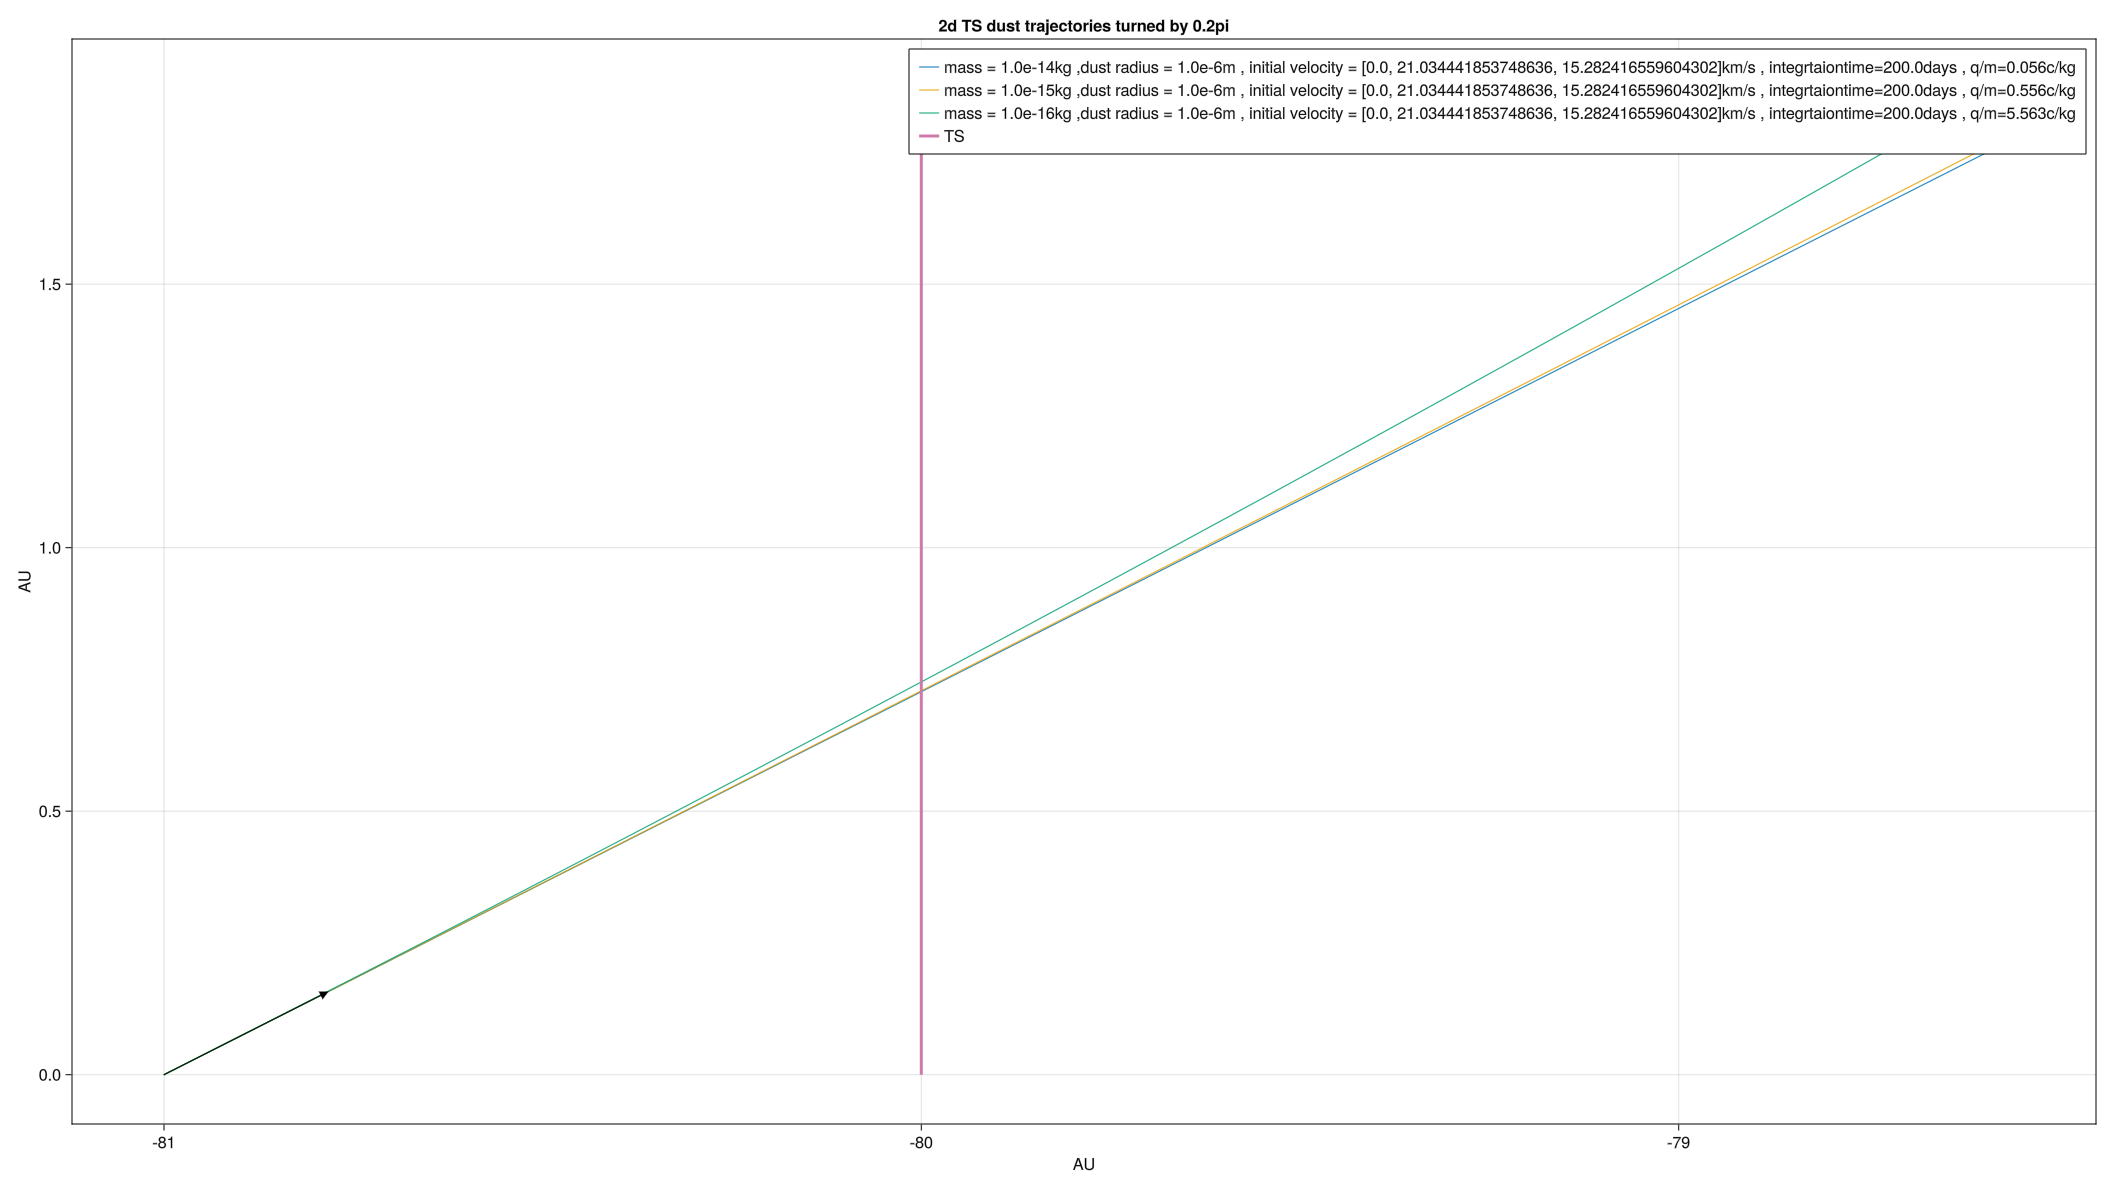 2d TS dust trajectories turned by 0.2pi
mass = 1.0e-14kg ,dust radius = 1.0e-6m , initial velocity = [0.0, 21.034441853748636, 15.282416559604302]km/s , integrtaiontime=200.0days , q/m=0.056c/kg
mass = 1.0e-15kg ,dust radius = 1.0e-6m , initial velocity = [0.0, 21.034441853748636, 15.282416559604302]km/s , integrtaiontime=200.0days , q/m=0.556c/kg
mass = 1.0e-16kg ,dust radius = 1.0e-6m , initial velocity = [0.0, 21.034441853748636, 15.282416559604302]km/s , integrtaiontime=200.0days , q/m=5.563c/kg
TS
1.5
1.0
AU
0.5
0.0
-81
-80
-79
AU